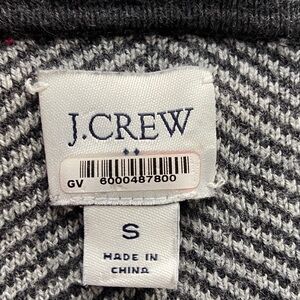 J.CREW
GV 6000487800
S
MADE IN
CHINA